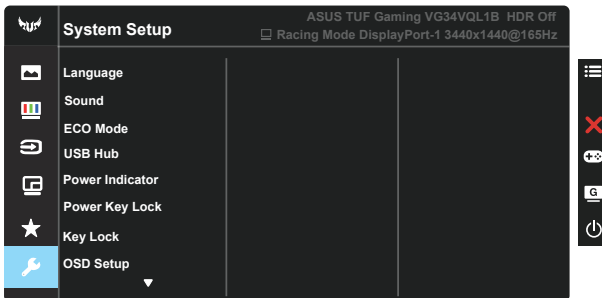 System Setup
ASUS TUF Gaming VG34VQL1B HDR Off
Racing Mode DisplayPort-1 3440x1440@165Hz
Language
Sound
ECO Mode
USB Hub
Power Indicator
Power Key Lock
Key Lock
OSD Setup
G